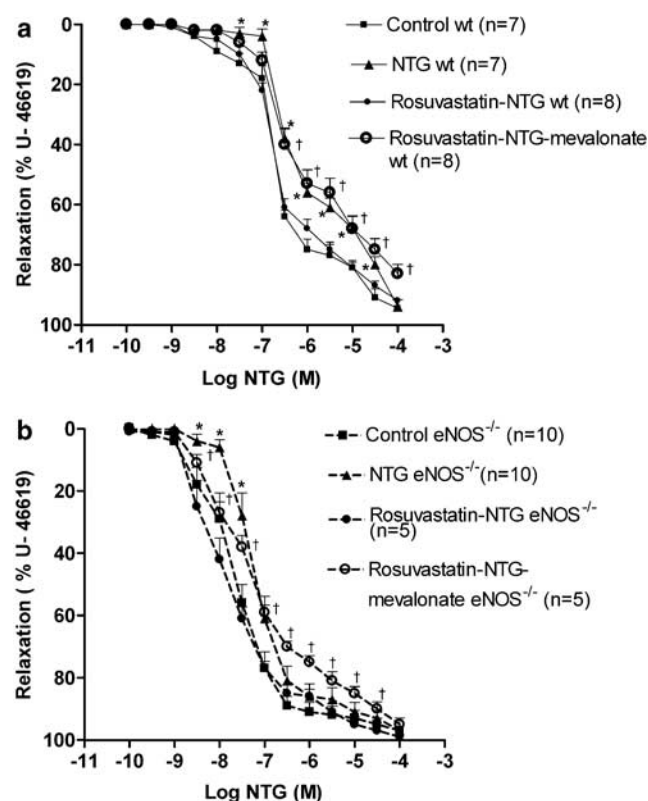 a
Relaxation (% U- 46619)
0
20
40
60
80
100
-11
-10
-9
-8
-7
-6
-5
-4
-3
Log NTG (M)
* * * † † † † † † * * * *
Control wt (n=7)
NTG wt (n=7)
Rosuvastatin-NTG wt (n=8)
Rosuvastatin-NTG-mevalonate
wt (n=8)
b
Relaxation ( % U- 46619)
0
20
40
60
80
100
-11
-10
-9
-8
-7
-6
-5
-4
-3
Log NTG (M)
* * * † † † † † † † † †
Control eNOS⁻/⁻ (n=10)
NTG eNOS⁻/⁻ (n=10)
Rosuvastatin-NTG eNOS⁻/⁻
(n=5)
Rosuvastatin-NTG-
mevalonate eNOS⁻/⁻ (n=5)